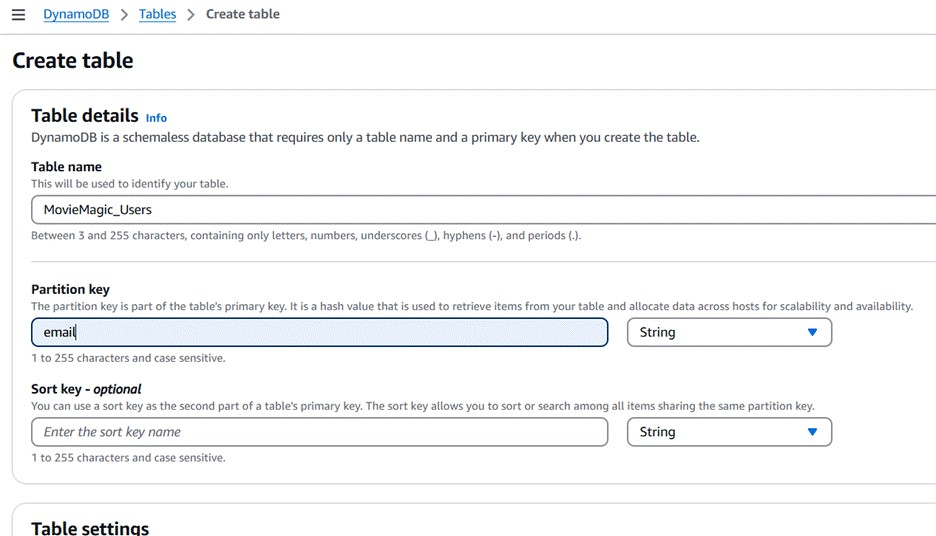 DynamoDB > Tables > Create table
Create table
Table details Info
DynamoDB is a schemaless database that requires only a table name and a primary key when you create the table.
Table name
This will be used to identify your table.
MovieMagic_Users
Between 3 and 255 characters, containing only letters, numbers, underscores (_), hyphens (-), and periods (.).
Partition key
The partition key is part of the table's primary key. It is a hash value that is used to retrieve items from your table and allocate data across hosts for scalability and availability.
email String
1 to 255 characters and case sensitive.
Sort key - optional
You can use a sort key as the second part of a table's primary key. The sort key allows you to sort or search among all items sharing the same partition key.
Enter the sort key name String
1 to 255 characters and case sensitive.
Table settings